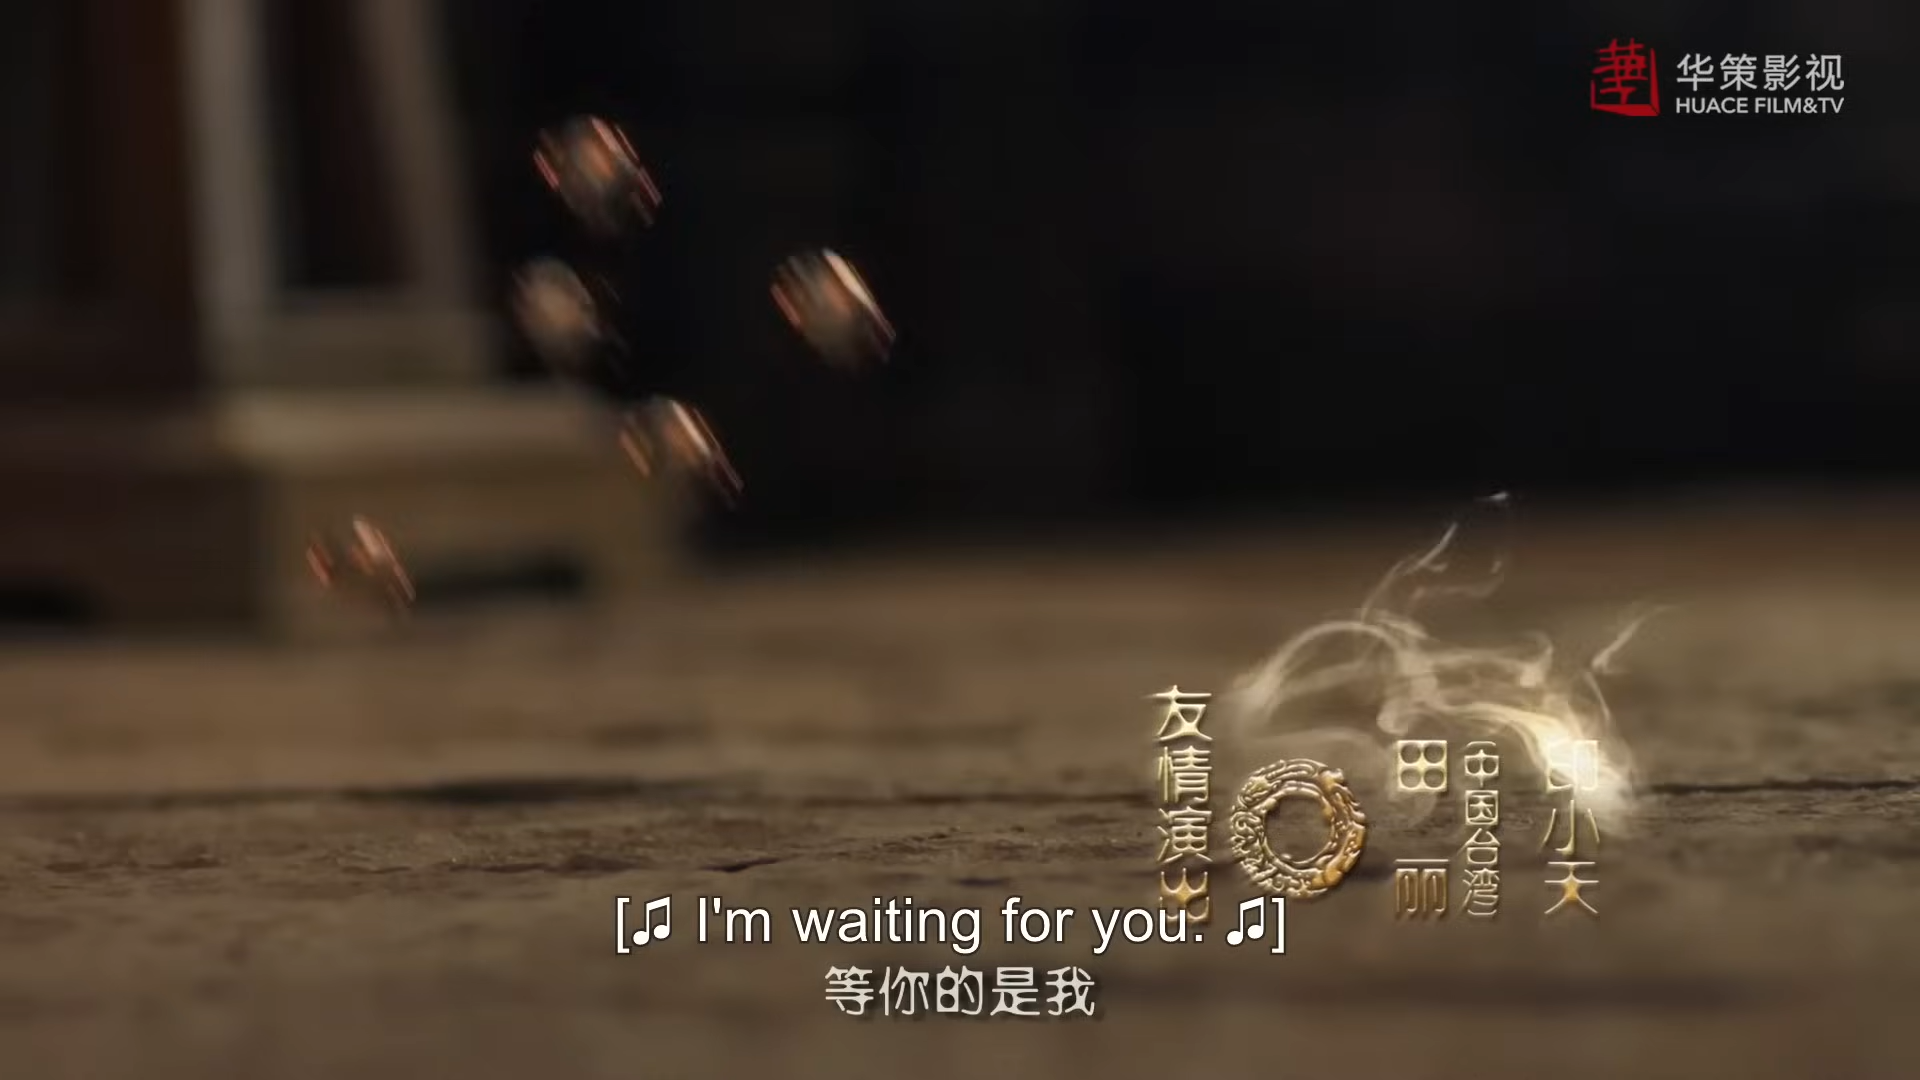 华策影视
HUACE FILM&TV
友情演出
田丽
(中国台湾)
印小天
[♫ I'm waiting for you. ♫]
等你的是我